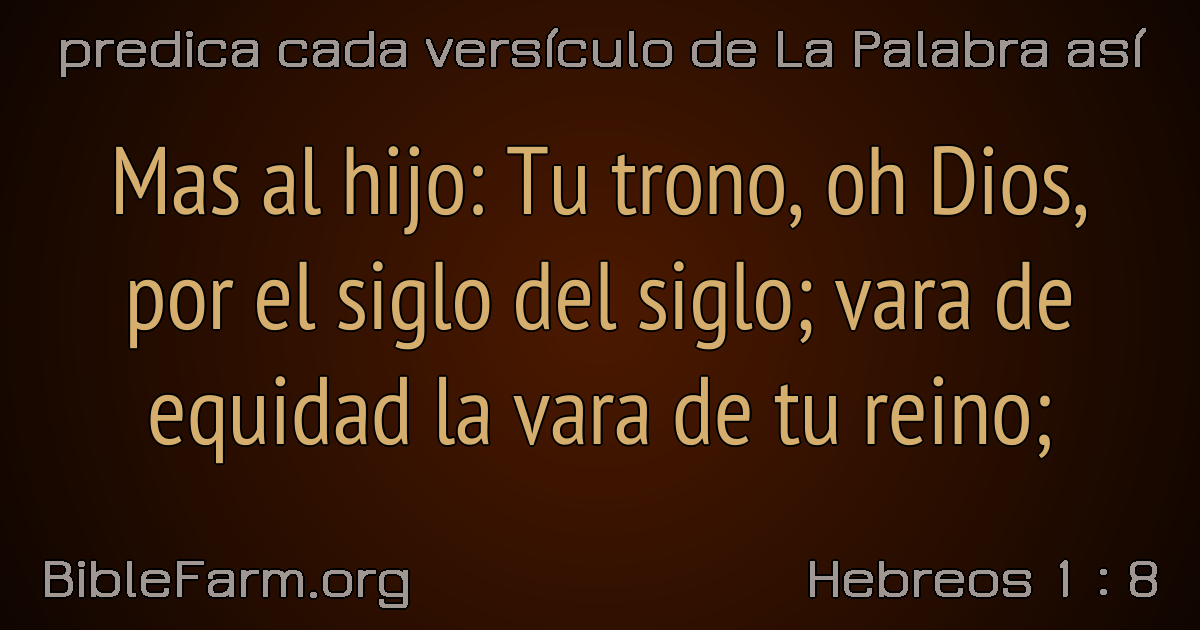 predica cada versículo de La Palabra así
Mas al hijo: Tu trono, oh Dios,
por el siglo del siglo; vara de
equidad la vara de tu reino;
BibleFarm.org
Hebreos 1 : 8